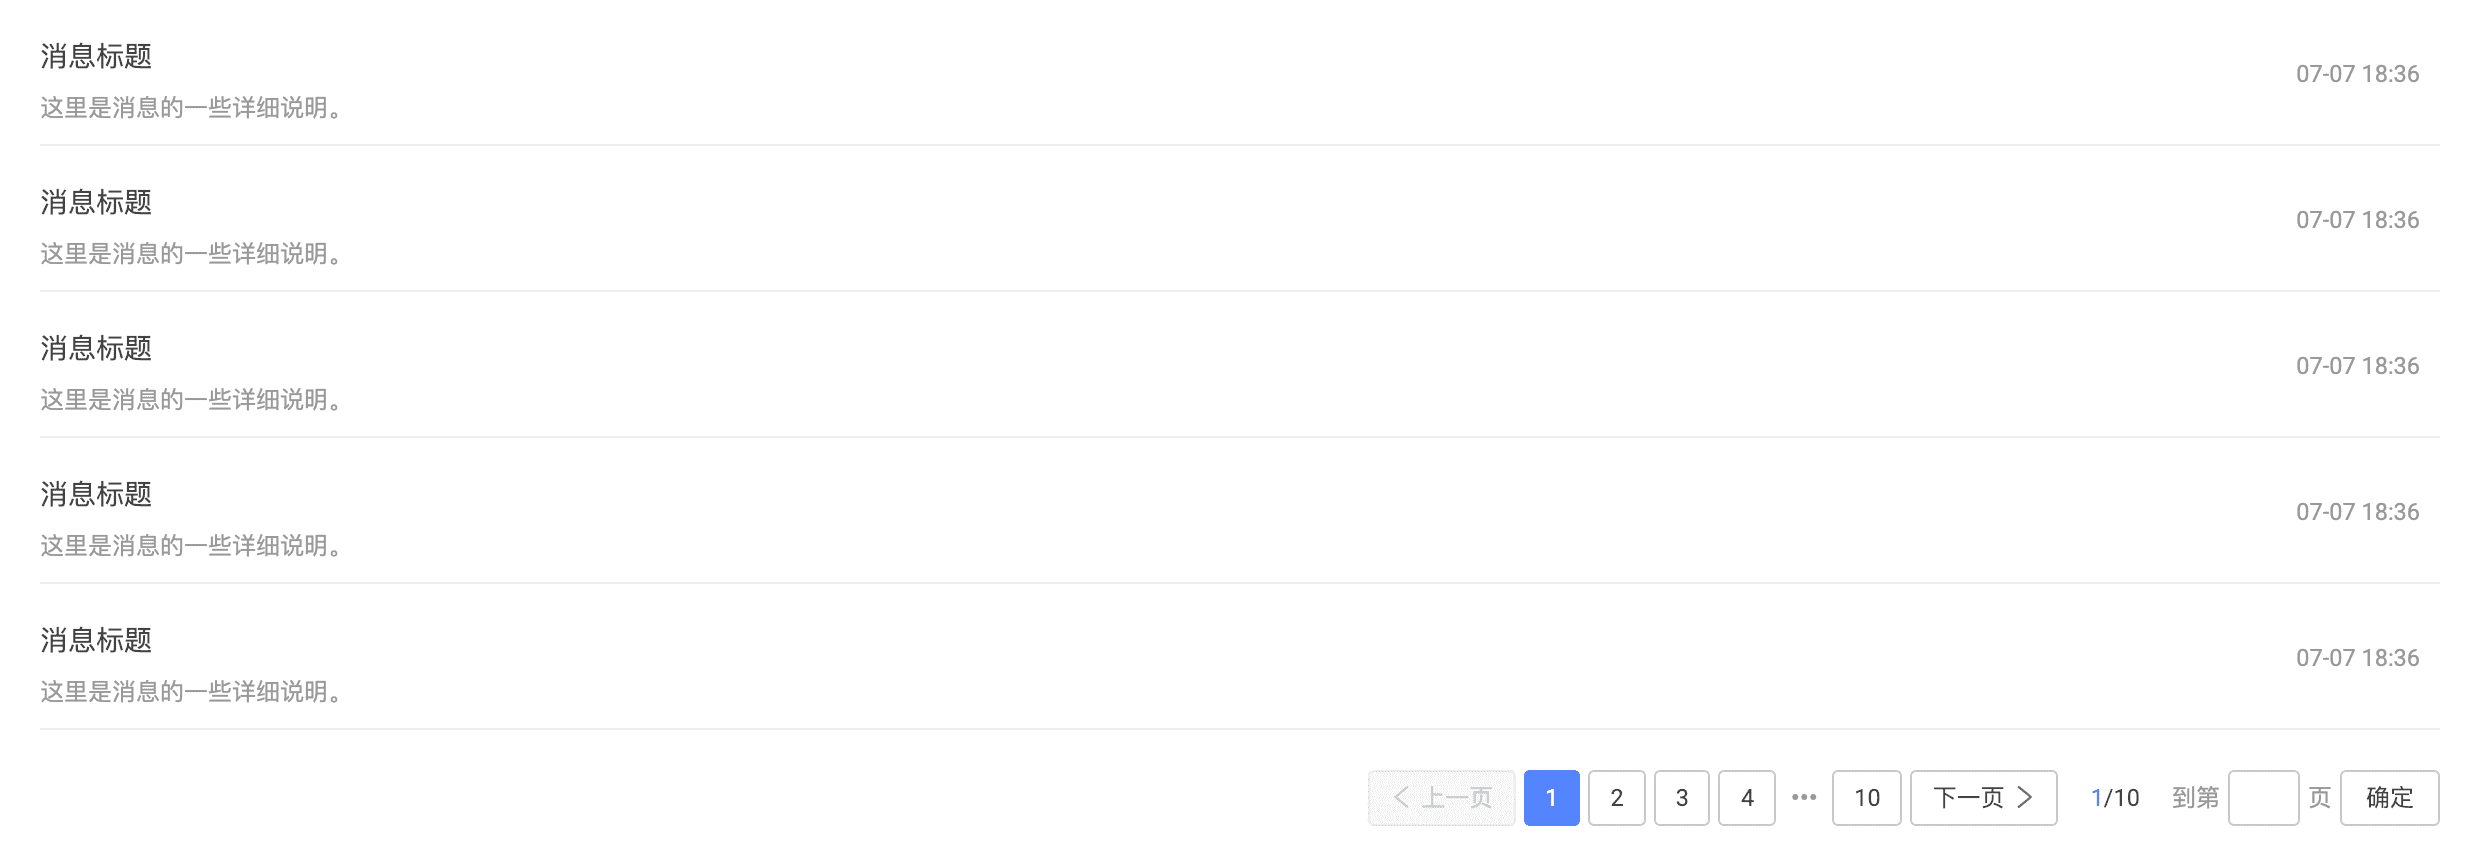 消息标题
07-07 18:36
这里是消息的一些详细说明。
消息标题
07-07 18:36
这里是消息的一些详细说明。
消息标题
07-07 18:36
这里是消息的一些详细说明。
消息标题
07-07 18:36
这里是消息的一些详细说明。
消息标题
07-07 18:36
这里是消息的一些详细说明。
上一页 1 2 3 4 ••• 10 下一页 1/10 到第 页 确定